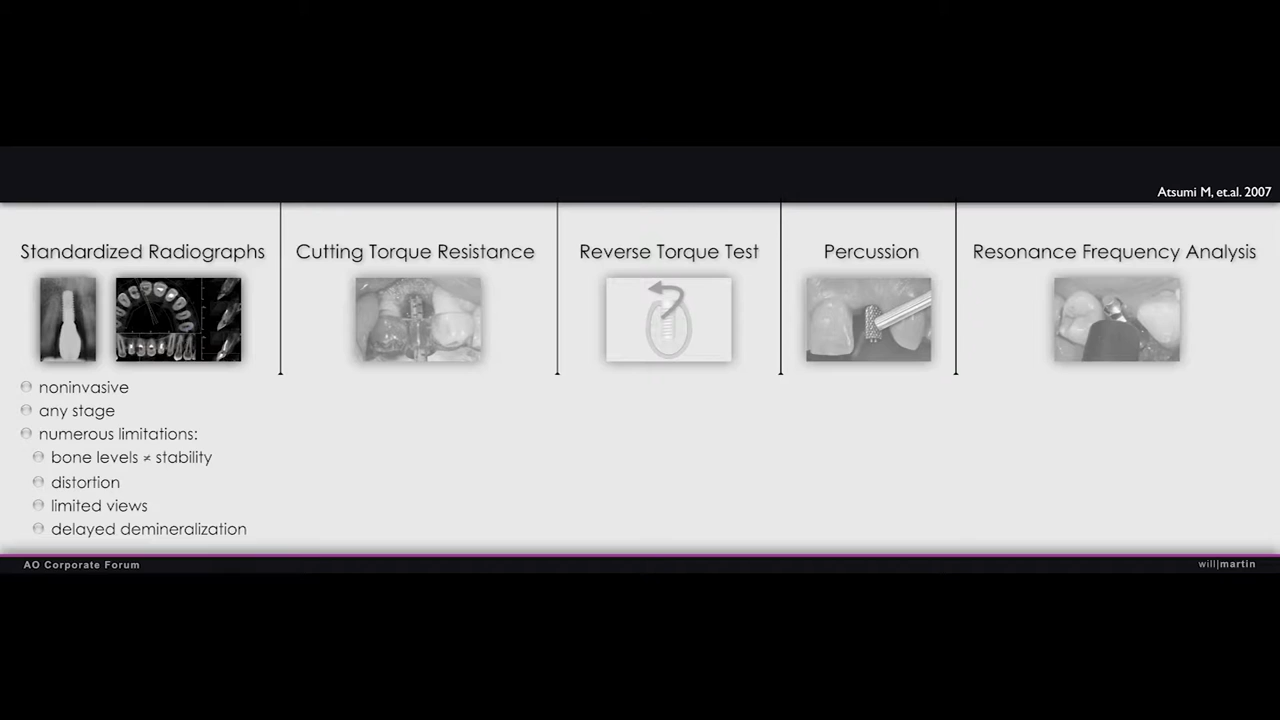 Atsumi M, et.al. 2007
Standardized Radiographs
Cutting Torque Resistance
Reverse Torque Test
Percussion
Resonance Frequency Analysis
noninvasive
any stage
numerous limitations:
bone levels ≠ stability
distortion
limited views
delayed demineralization
AO Corporate Forum
will|martin